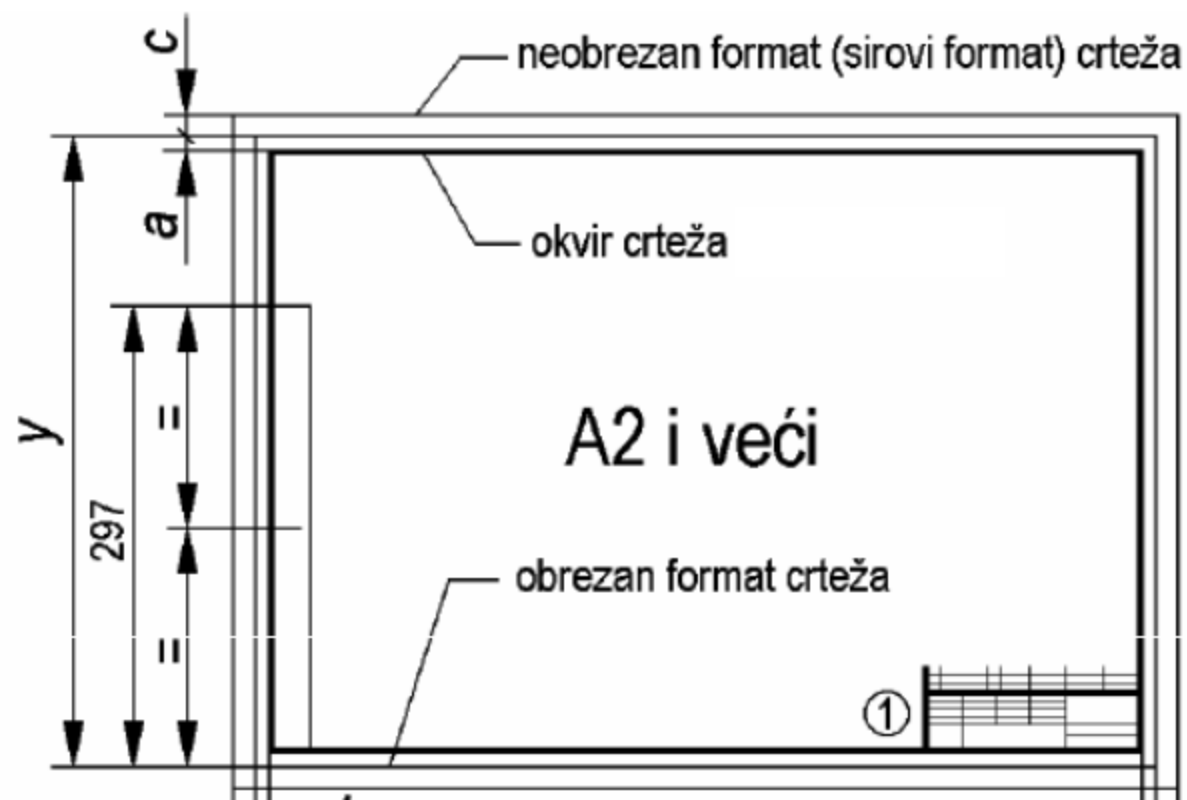 c
neobrezan format (sirovi format) crteža
a
okvir crteža
=
A2 i veći
y
297
obrezan format crteža
=
1